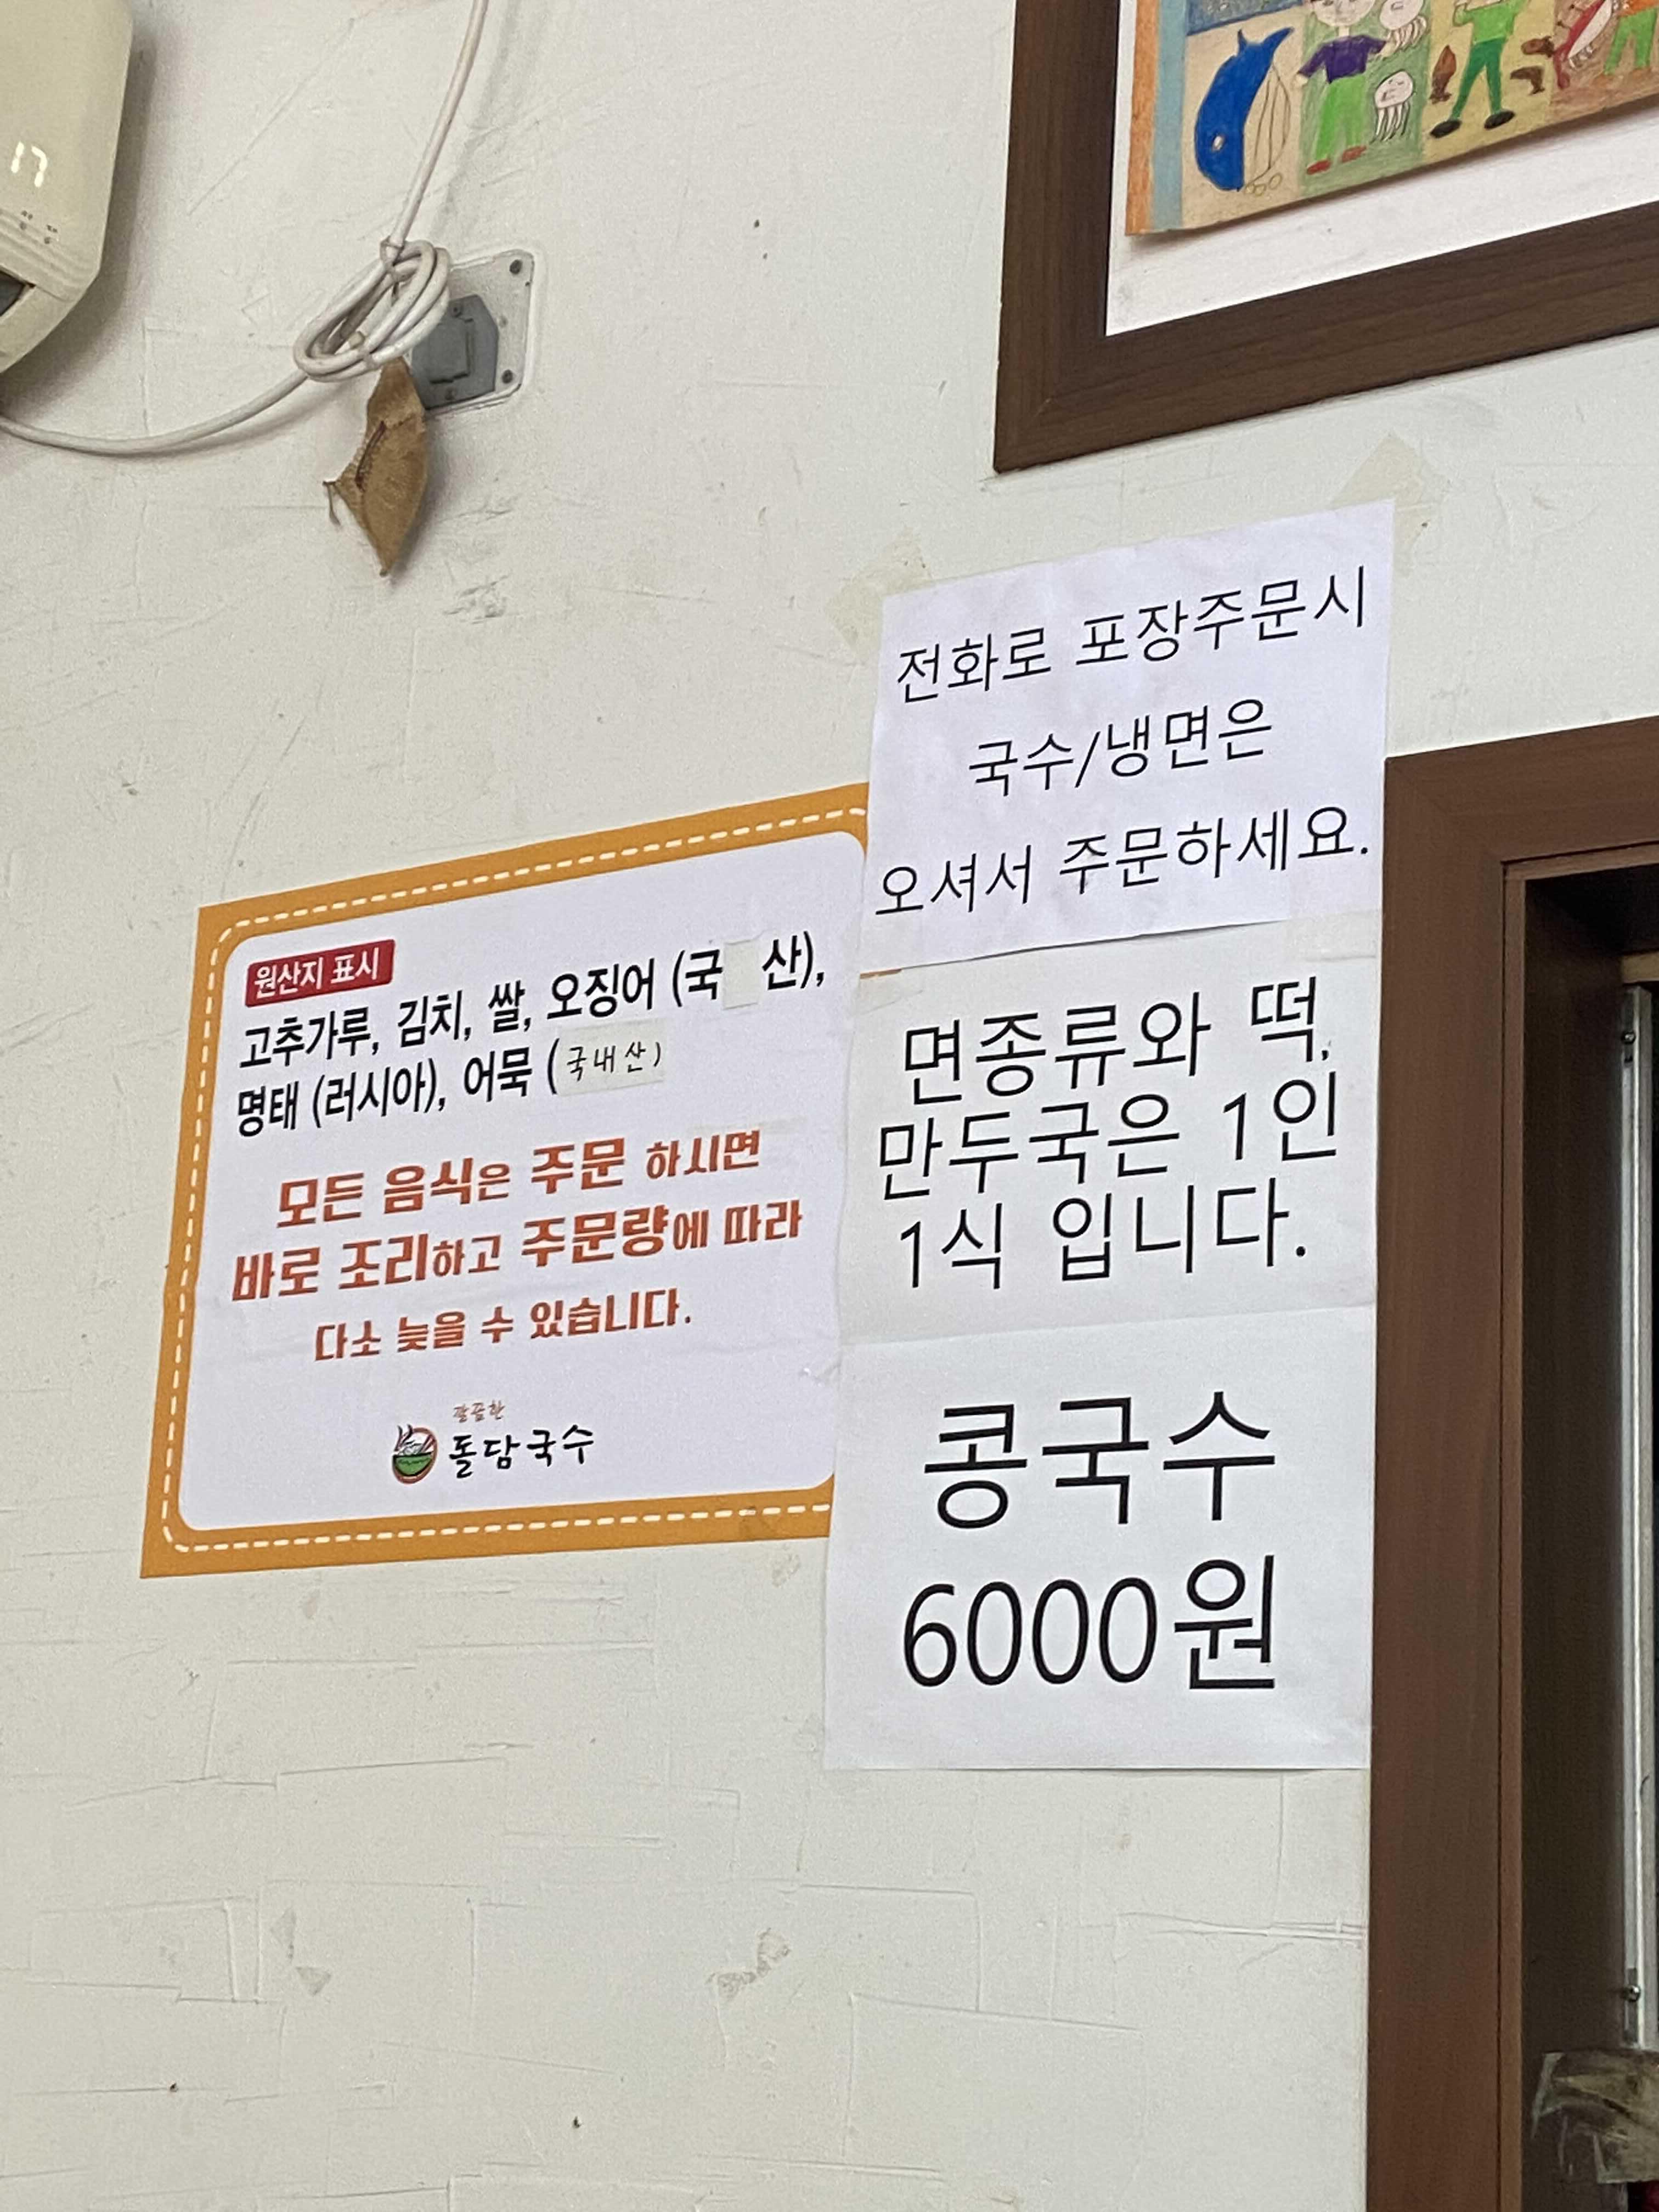 17
원산지 표시
고추가루, 김치, 쌀, 오징어 (국 산),
명태 (러시아), 어묵 (국내산)
모든 음식은 주문 하시면
바로 조리하고 주문량에 따라
다소 늦을 수 있습니다.
깔끔한
돌담국수
전화로 포장주문시
국수/냉면은
오셔서 주문하세요.
면종류와 떡,
만두국은 1인
1식 입니다.
콩국수
6000원